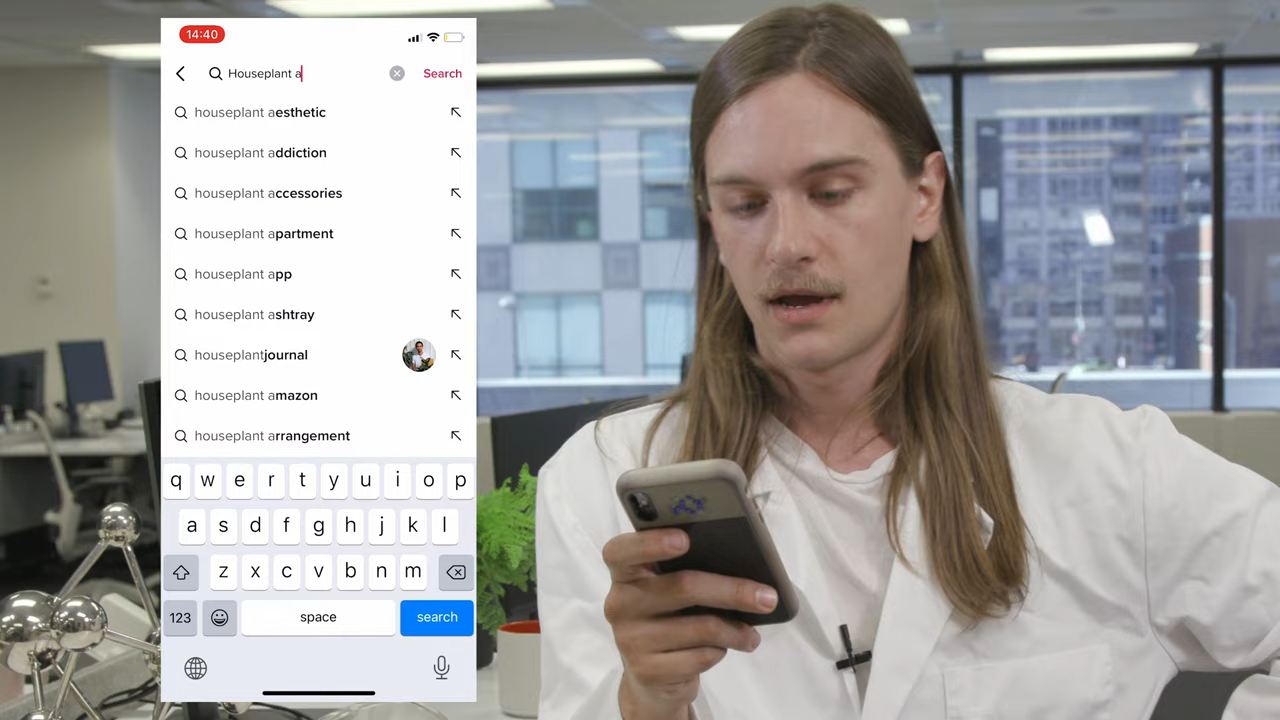 14:40
Houseplant a
Search
houseplant aesthetic
houseplant addiction
houseplant accessories
houseplant apartment
houseplant app
houseplant ashtray
houseplantjournal
houseplant amazon
houseplant arrangement
q w e r t y u i o p
a s d f g h j k l
z x c v b n m
123
space
search